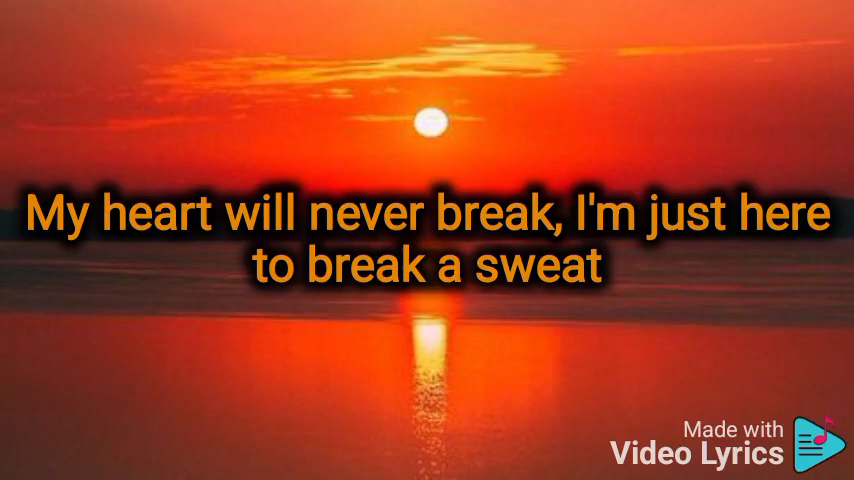 My heart will never break, I'm just here
to break a sweat
Made with
Video Lyrics